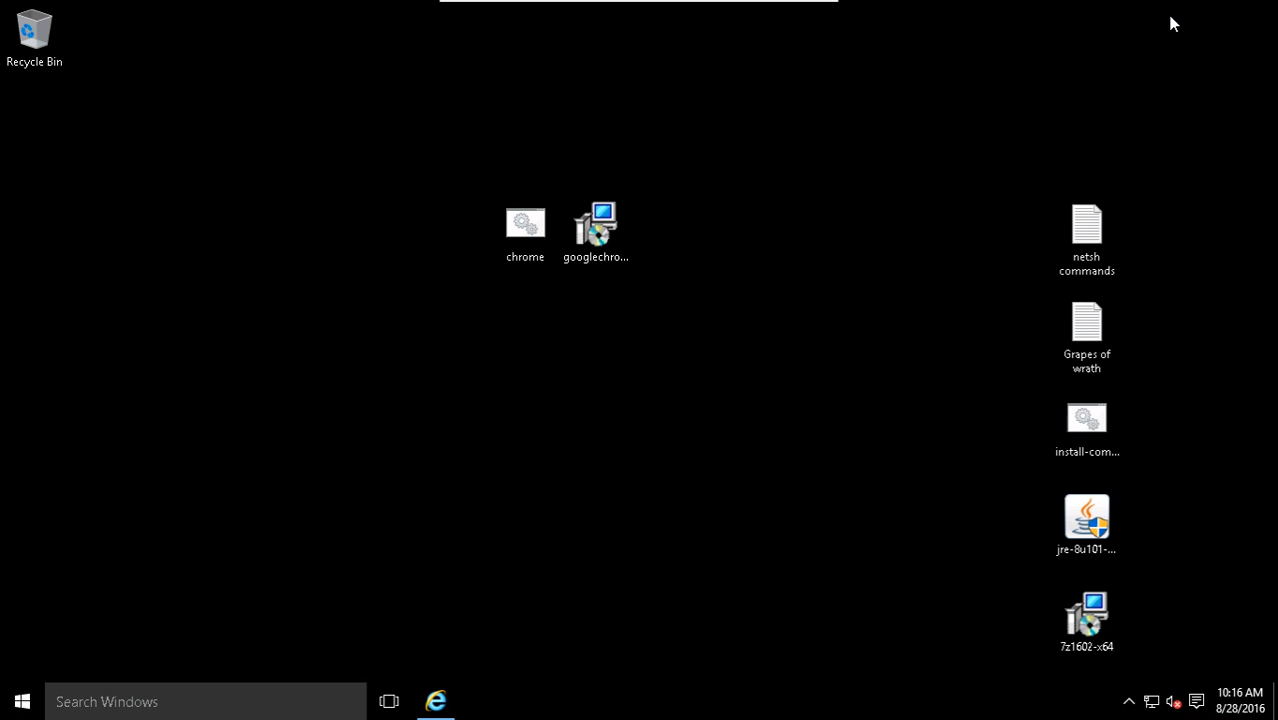 Recycle Bin
chrome
googlechro...
netsh
commands
Grapes of
wrath
install-com...
jre-8u101-...
7z1602-x64
Search Windows
10:16 AM
8/28/2016